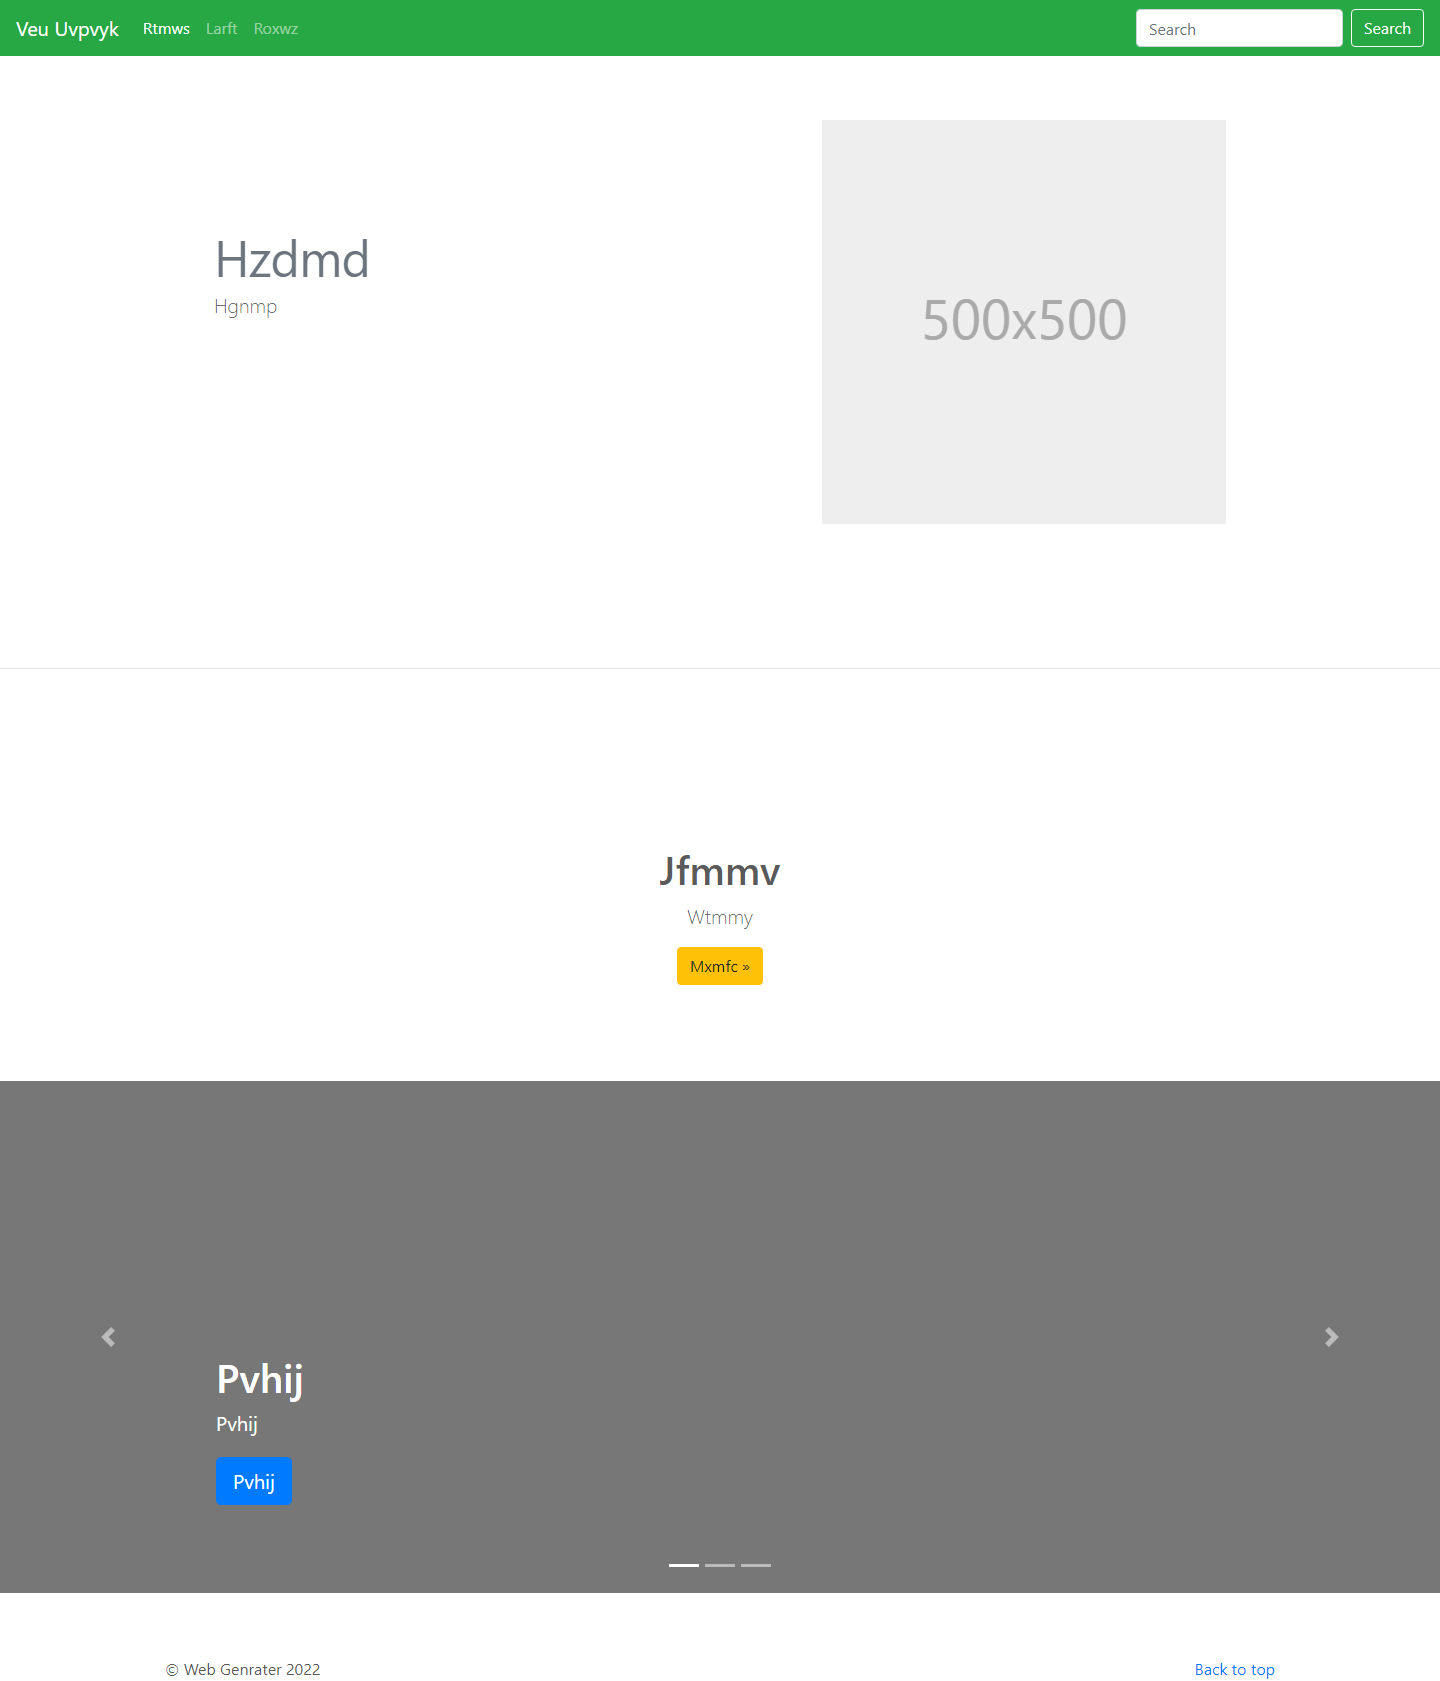 Veu Uvpvyk Rtmws Larft Roxwz Search Search
Hzdmd
Hgnmp
500x500
Jfmmv
Wtmmy
Mxmfc »
Pvhij
Pvhij
Pvhij
© Web Genrater 2022 Back to top